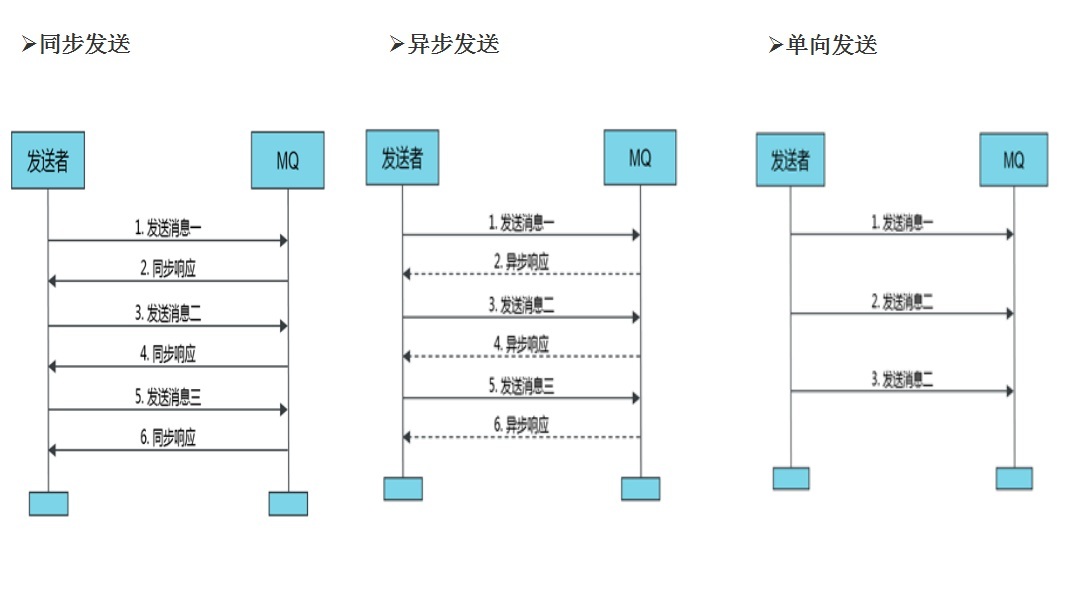 ➢同步发送
发送者
MQ
1. 发送消息一
2. 同步响应
3. 发送消息二
4. 同步响应
5. 发送消息三
6. 同步响应
➢异步发送
发送者
MQ
1. 发送消息一
2. 异步响应
3. 发送消息二
4. 异步响应
5. 发送消息三
6. 异步响应
➢单向发送
发送者
MQ
1. 发送消息一
2. 发送消息二
3. 发送消息二